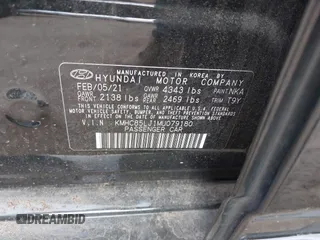 MANUFACTURED IN KOREA BY
HYUNDAI MOTOR COMPANY
FEB/05/21 GVWR 4343 lbs PAINT NKA
GAWR FRONT 2138 lbs GAWR REAR 2469 lbs TRIM T9Y
THIS VEHICLE CONFORMS TO ALL APPLICABLE
FEDERAL MOTOR VEHICLE SAFETY, BUMPER,
AND THEFT PREVENTION STANDARDS IN EFFECT ON
THE DATE OF MANUFACTURE SHOWN ABOVE.
V.I.N : KMHC85LJ1MU079180
PASSENGER CAR
DREAMBID